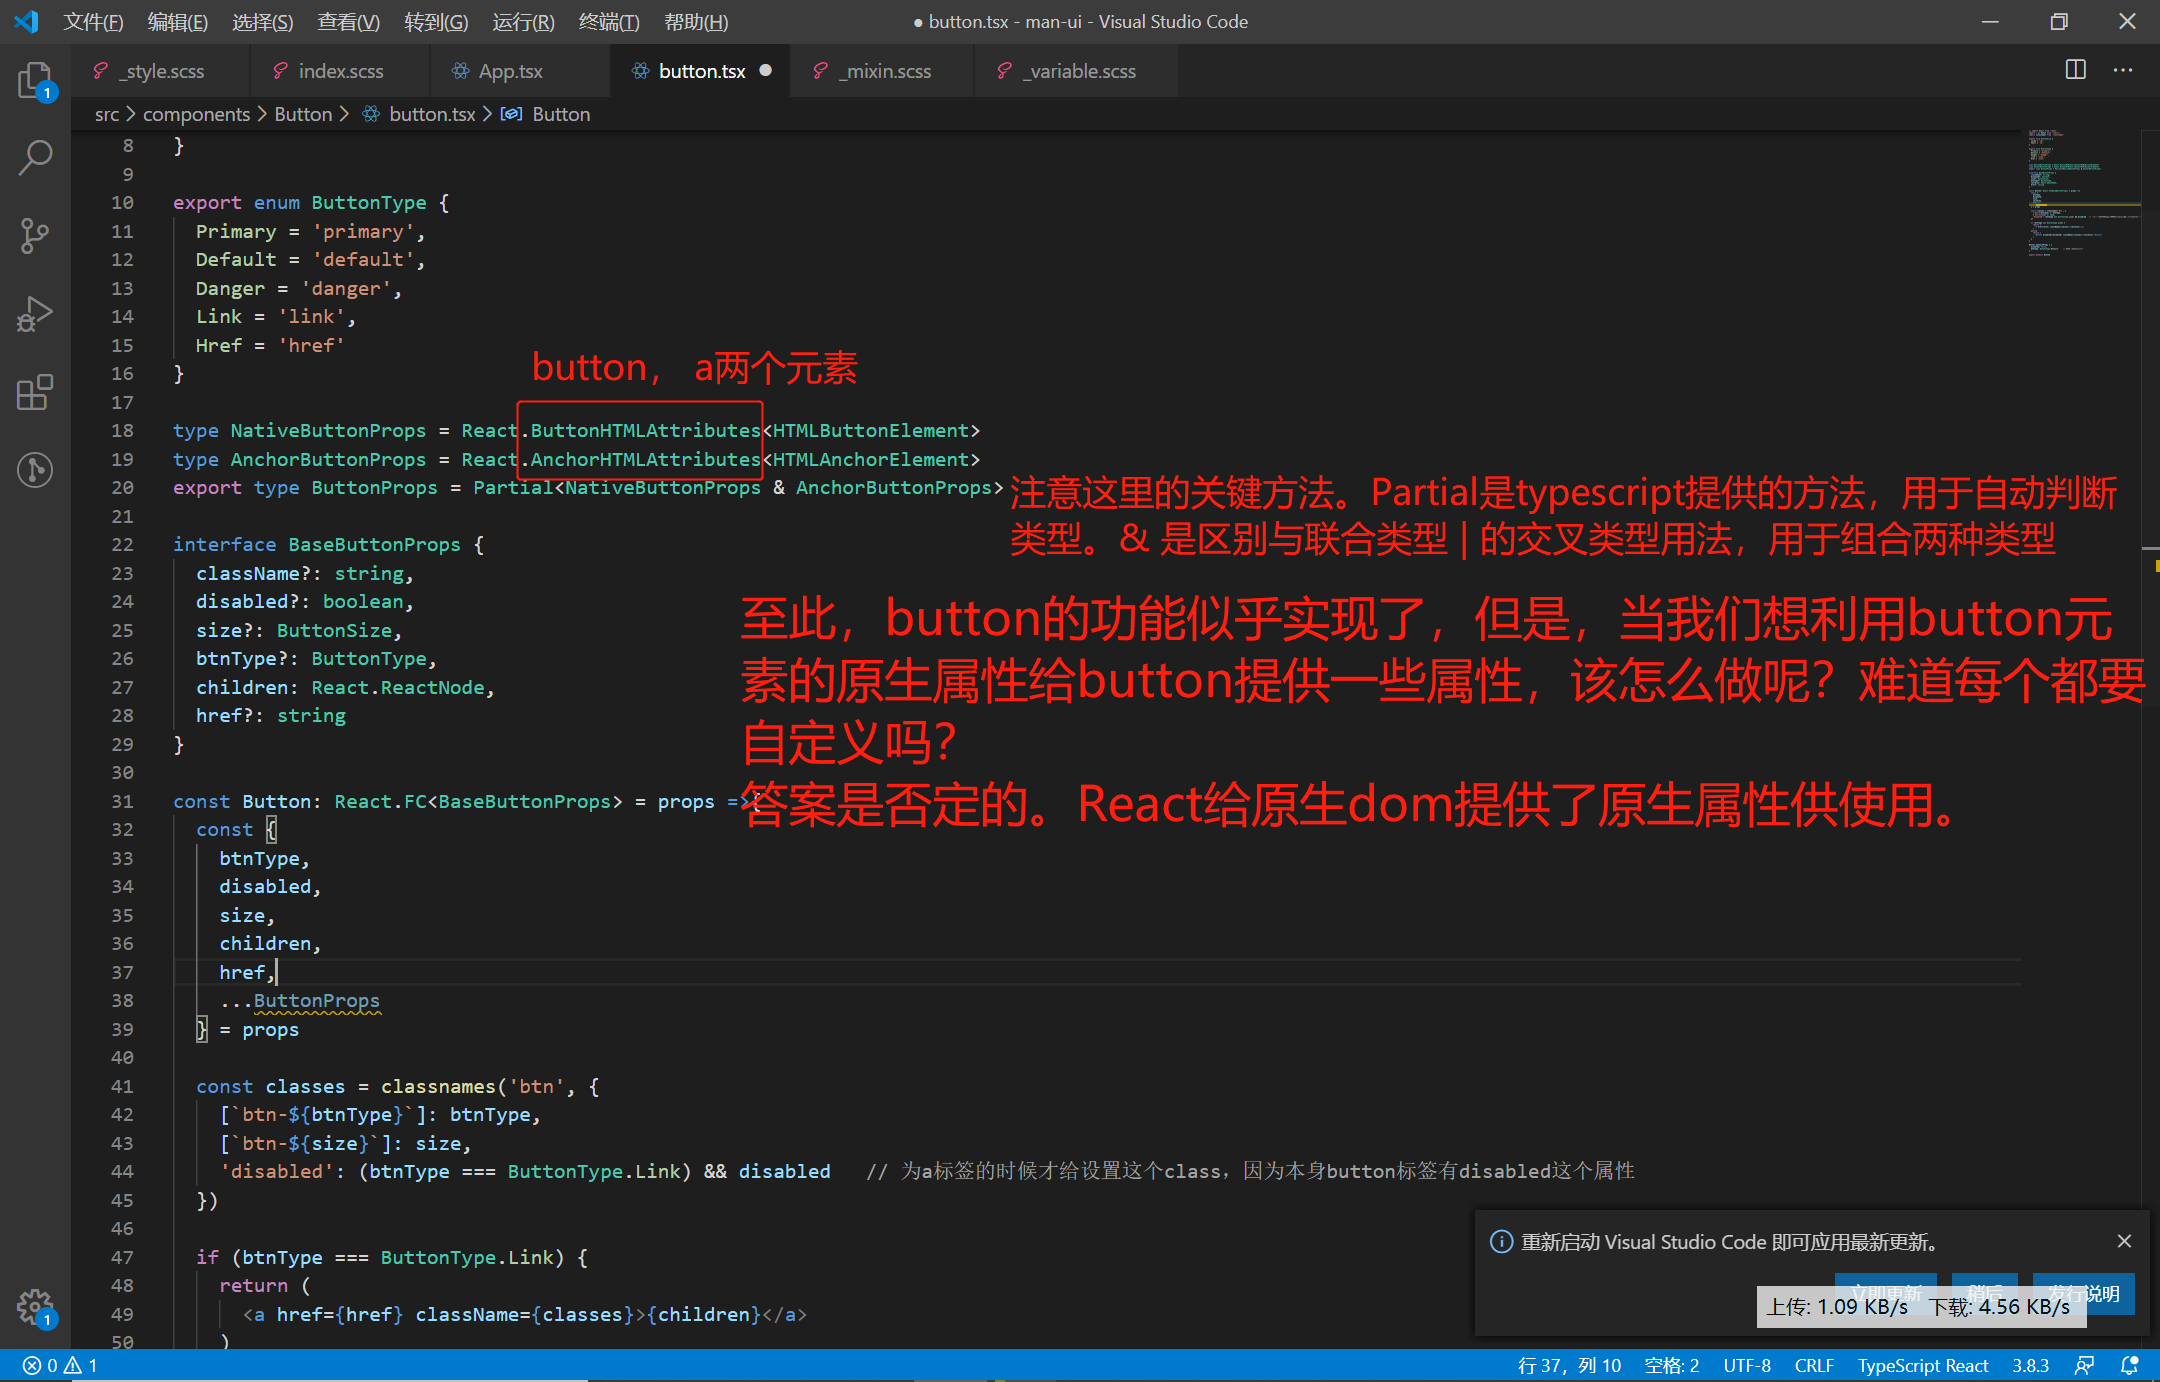 文件(F) 编辑(E) 选择(S) 查看(V) 转到(G) 运行(R) 终端(T) 帮助(H) ● button.tsx - man-ui - Visual Studio Code
_style.scss index.scss App.tsx button.tsx ● _mixin.scss _variable.scss
src > components > Button > button.tsx > Button
8 }
9
10 export enum ButtonType {
11 Primary = 'primary',
12 Default = 'default',
13 Danger = 'danger',
14 Link = 'link',
15 Href = 'href'
button， a两个元素
16 }
17
18 type NativeButtonProps = React.ButtonHTMLAttributes<HTMLButtonElement>
19 type AnchorButtonProps = React.AnchorHTMLAttributes<HTMLAnchorElement>
20 export type ButtonProps = Partial<NativeButtonProps & AnchorButtonProps>
注意这里的关键方法。Partial是typescript提供的方法，用于自动判断
类型。& 是区别与联合类型 | 的交叉类型用法，用于组合两种类型
21
22 interface BaseButtonProps {
23 className?: string,
24 disabled?: boolean,
25 size?: ButtonSize,
26 btnType?: ButtonType,
27 children: React.ReactNode,
28 href?: string
29 }
30
至此，button的功能似乎实现了，但是，当我们想利用button元
素的原生属性给button提供一些属性，该怎么做呢？难道每个都要
自定义吗？
答案是否定的。React给原生dom提供了原生属性供使用。
31 const Button: React.FC<BaseButtonProps> = props =>{
32 const {
33 btnType,
34 disabled,
35 size,
36 children,
37 href,
38 ...ButtonProps
39 } = props
40
41 const classes = classnames('btn', {
42 [`btn-${btnType}`]: btnType,
43 [`btn-${size}`]: size,
44 'disabled': (btnType === ButtonType.Link) && disabled // 为a标签的时候才给设置这个class，因为本身button标签有disabled这个属性
45 })
46
47 if (btnType === ButtonType.Link) {
48 return (
49 <a href={href} className={classes}>{children}</a>
50 )
1
1
重新启动 Visual Studio Code 即可应用最新更新。
立即更新 稍后 发行说明
上传: 1.09 KB/s 下载: 4.56 KB/s
0 1 行 37，列 10 空格: 2 UTF-8 CRLF TypeScript React 3.8.3